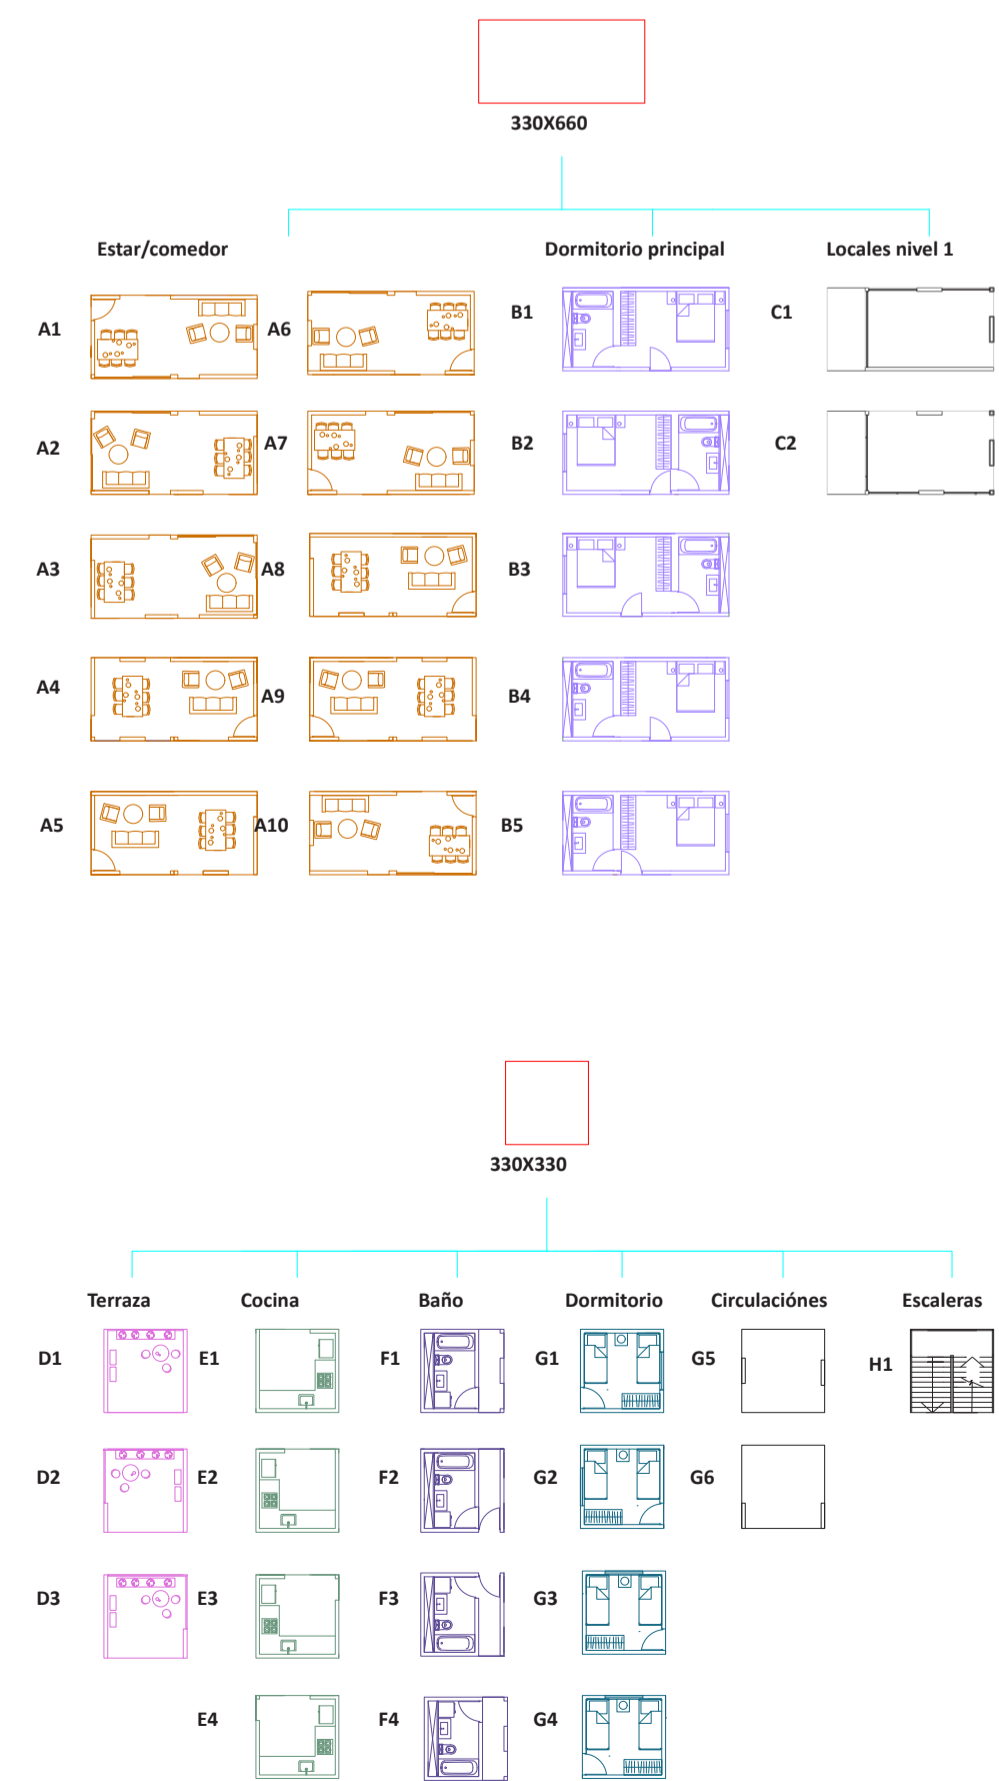 330X660
Estar/comedor Dormitorio principal Locales nivel 1
A1 A6 B1 C1
A2 A7 B2 C2
A3 A8 B3
A4 A9 B4
A5 A10 B5
330X330
Terraza Cocina Baño Dormitorio Circulaciónes Escaleras
D1 E1 F1 G1 G5 H1
D2 E2 F2 G2 G6
D3 E3 F3 G3
E4 F4 G4